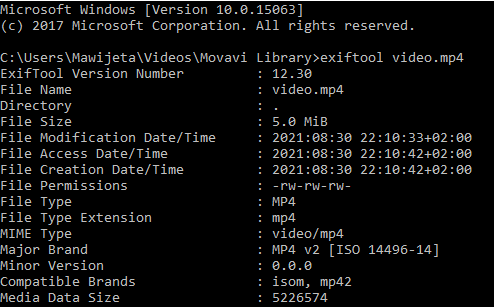 Microsoft Windows [Version 10.0.15063]
(c) 2017 Microsoft Corporation. All rights reserved.
C:\Users\Mawijeta\Videos\Movavi Library>exiftool video.mp4
ExifTool Version Number : 12.30
File Name : video.mp4
Directory : .
File Size : 5.0 MiB
File Modification Date/Time : 2021:08:30 22:10:33+02:00
File Access Date/Time : 2021:08:30 22:10:42+02:00
File Creation Date/Time : 2021:08:30 22:10:42+02:00
File Permissions : -rw-rw-rw-
File Type : MP4
File Type Extension : mp4
MIME Type : video/mp4
Major Brand : MP4 v2 [ISO 14496-14]
Minor Version : 0.0.0
Compatible Brands : isom, mp42
Media Data Size : 5226574